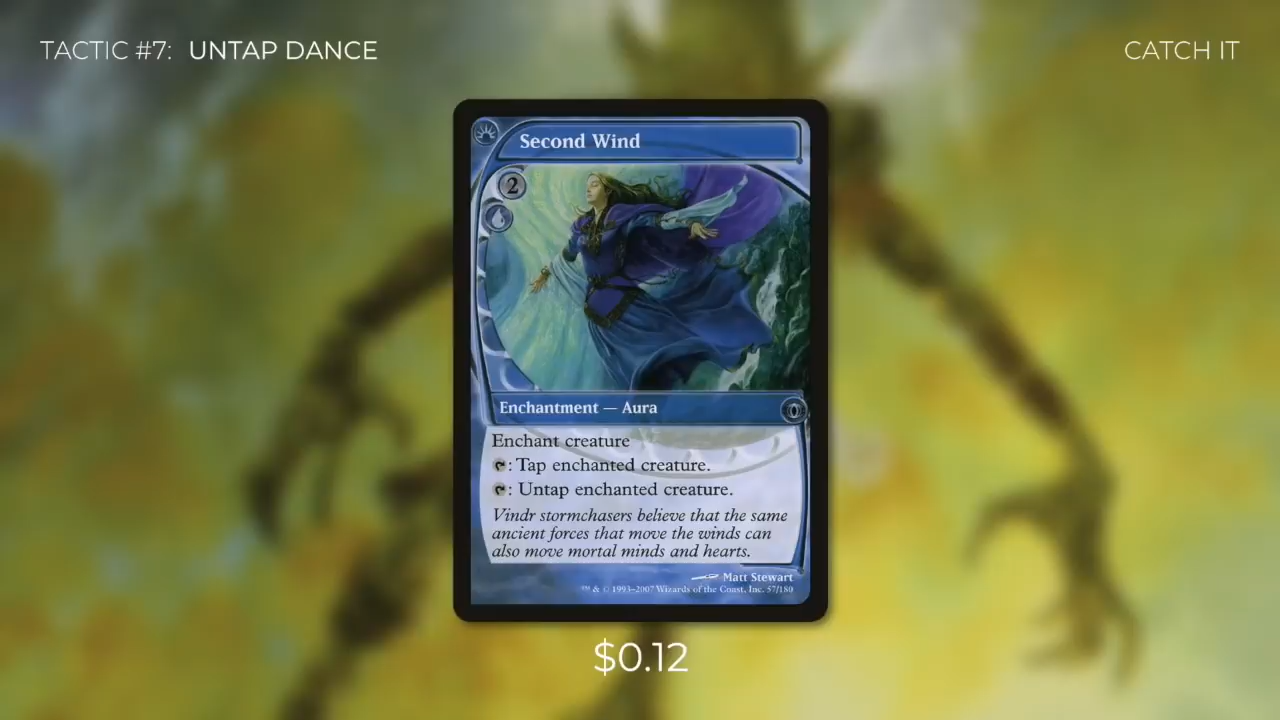 TACTIC #7: UNTAP DANCE
CATCH IT
Second Wind
2
Enchantment — Aura
Enchant creature
: Tap enchanted creature.
: Untap enchanted creature.
Vindr stormchasers believe that the same
ancient forces that move the winds can
also move mortal minds and hearts.
Matt Stewart
™ & © 1993–2007 Wizards of the Coast, Inc. 57/180
$0.12